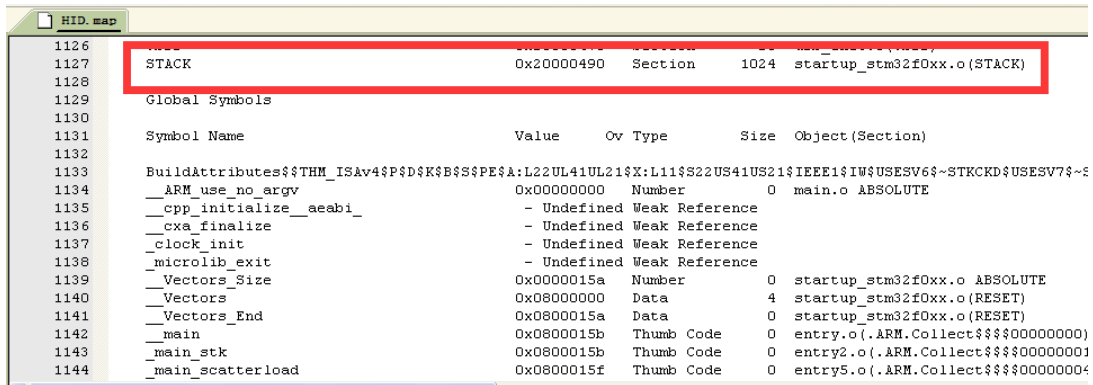 HID.map
1126
1127 STACK 0x20000490 Section 1024 startup_stm32f0xx.o(STACK)
1128
1129 Global Symbols
1130
1131 Symbol Name Value Ov Type Size Object(Section)
1132
1133 BuildAttributes$$THM_ISAv4$P$D$K$B$S$PE$A:L22UL41UL21$X:L11$S22US41US21$IEEE1$IW$USESV6$~STKCKD$USESV7$~S
1134 __ARM_use_no_argv 0x00000000 Number 0 main.o ABSOLUTE
1135 __cpp_initialize__aeabi_ - Undefined Weak Reference
1136 __cxa_finalize - Undefined Weak Reference
1137 _clock_init - Undefined Weak Reference
1138 _microlib_exit - Undefined Weak Reference
1139 __Vectors_Size 0x0000015a Number 0 startup_stm32f0xx.o ABSOLUTE
1140 __Vectors 0x08000000 Data 4 startup_stm32f0xx.o(RESET)
1141 __Vectors_End 0x0800015a Data 0 startup_stm32f0xx.o(RESET)
1142 __main 0x0800015b Thumb Code 0 entry.o(.ARM.Collect$$$$00000000)
1143 _main_stk 0x0800015b Thumb Code 0 entry2.o(.ARM.Collect$$$$00000001
1144 _main_scatterload 0x0800015f Thumb Code 0 entry5.o(.ARM.Collect$$$$00000004